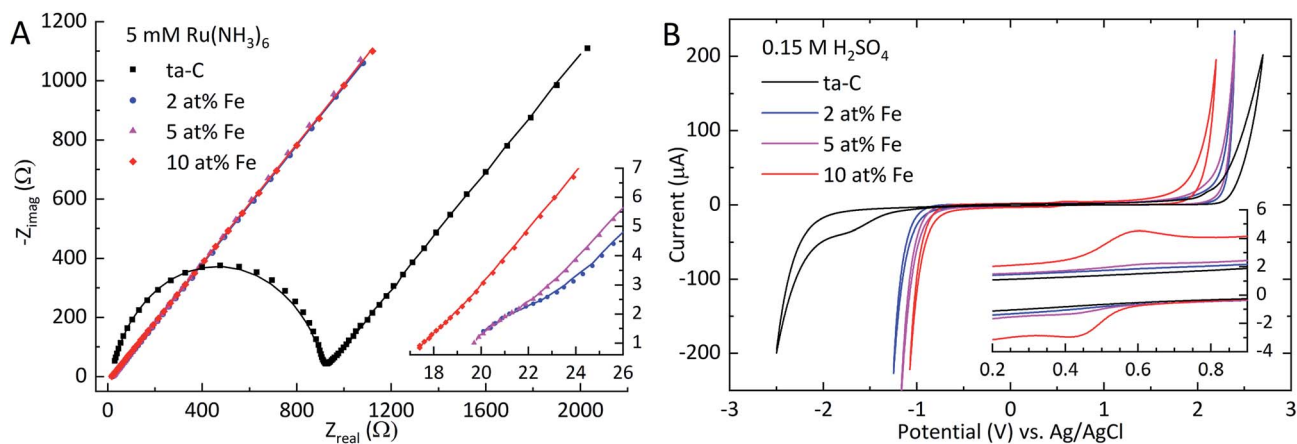 A
5 mM Ru(NH3)6
ta-C
2 at% Fe
5 at% Fe
10 at% Fe
-Zimag (Ω)
1200
1000
800
600
400
200
0
0 400 800 1200 1600 2000
Zreal (Ω)
7
6
5
4
3
2
1
18 20 22 24 26
B
0.15 M H2SO4
ta-C
2 at% Fe
5 at% Fe
10 at% Fe
Current (μA)
200
100
0
-100
-200
-3 -2 -1 0 1 2 3
Potential (V) vs. Ag/AgCl
6
4
2
0
-2
-4
0.2 0.4 0.6 0.8